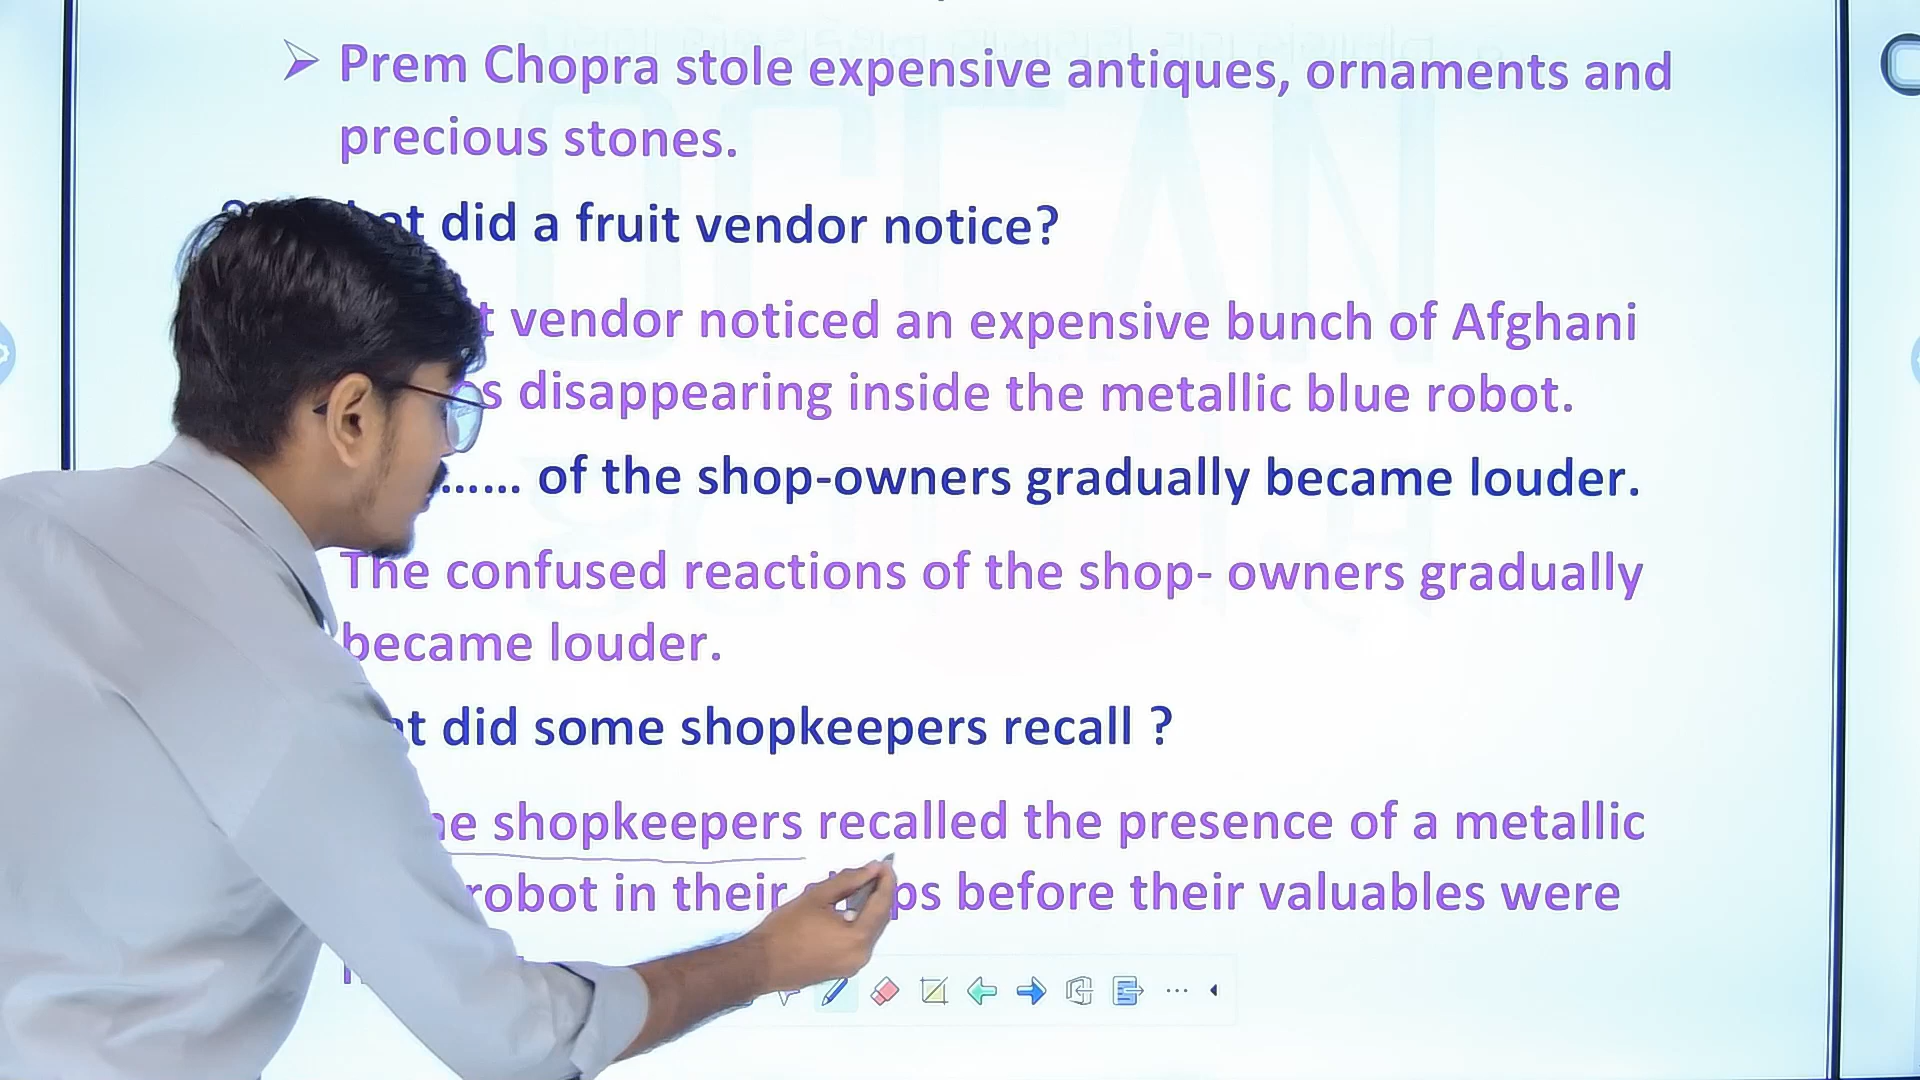 Prem Chopra stole expensive antiques, ornaments and
precious stones.
did a fruit vendor notice?
vendor noticed an expensive bunch of Afghani
disappearing inside the metallic blue robot.
...... of the shop-owners gradually became louder.
The confused reactions of the shop- owners gradually
became louder.
did some shopkeepers recall ?
shopkeepers recalled the presence of a metallic
robot in their before their valuables were
OCEAN